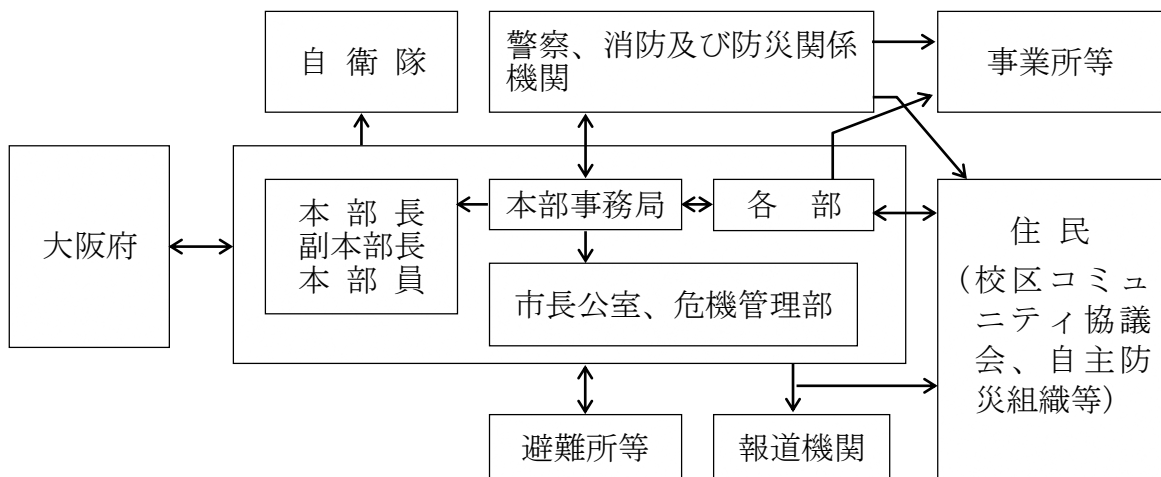 自衛隊
警察、消防及び防災関係
機関
事業所等
大阪府
本部長
副本部長
本部員
本部事務局
各部
市長公室、危機管理部
住民
（校区コミュ
ニティ協議
会、自主防
災組織等）
避難所等
報道機関